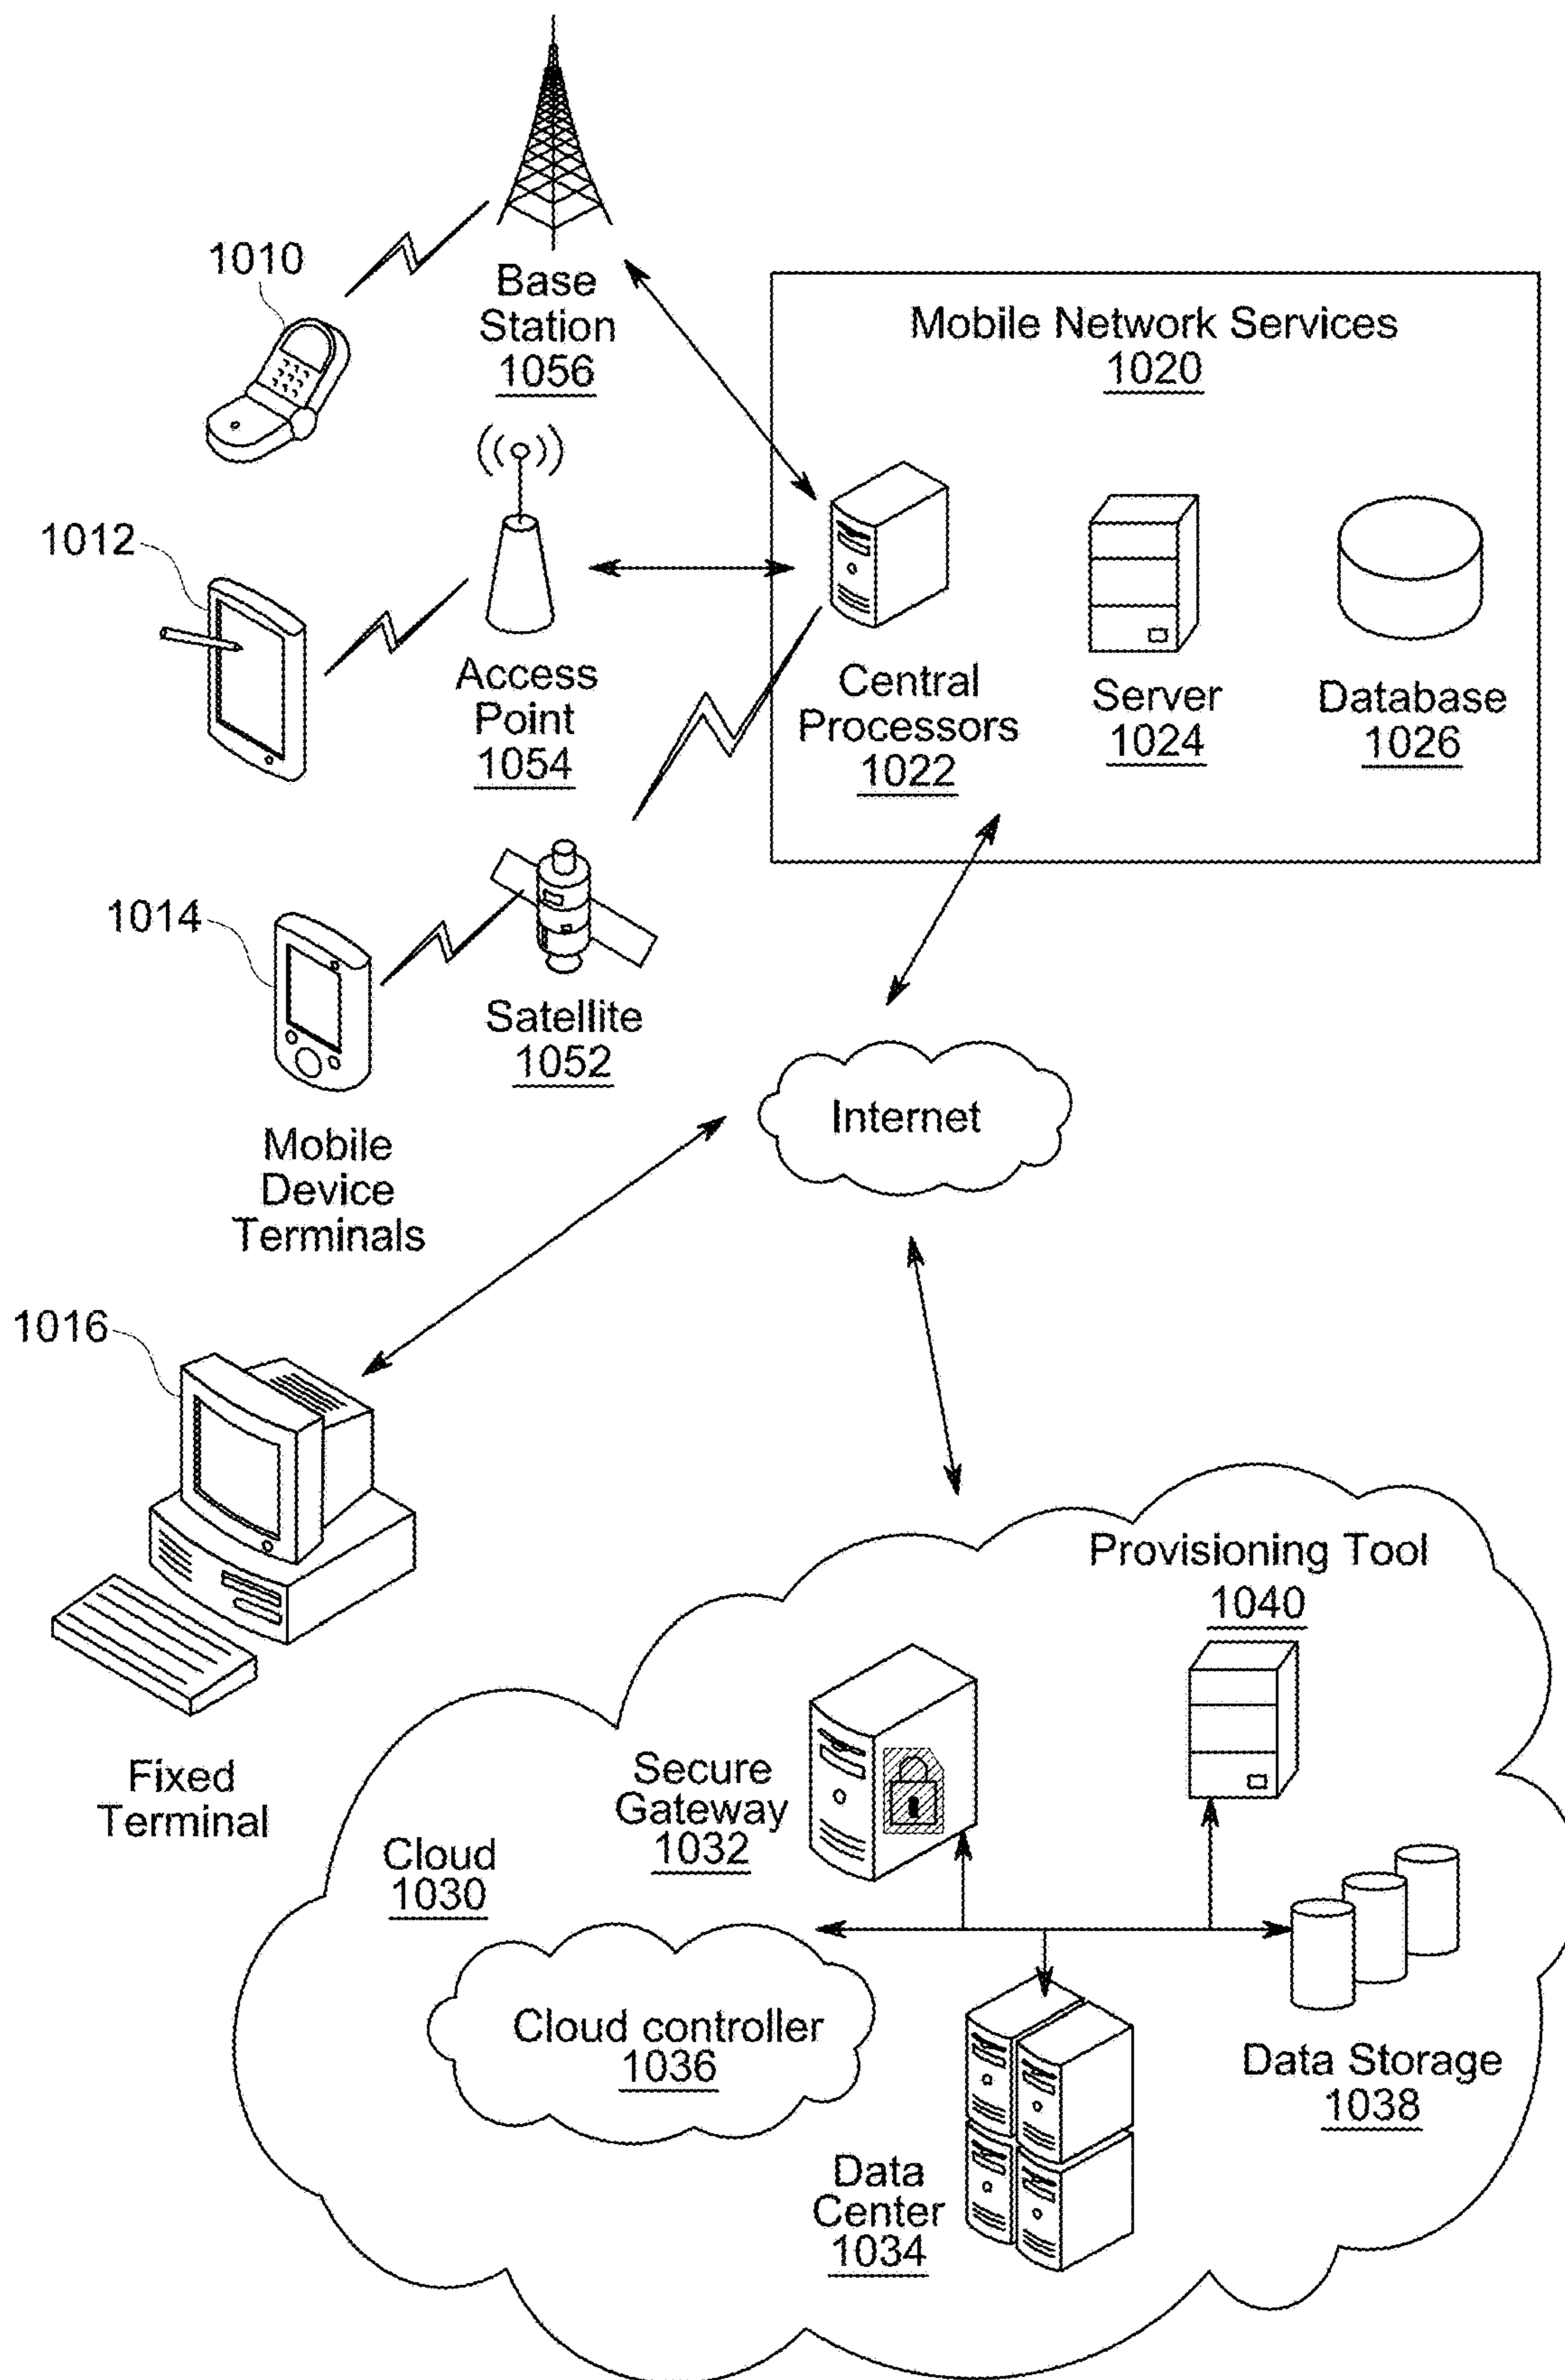 1010
Base
Station
1056
Mobile Network Services
1020
1012
Access
Point
1054
Central
Processors
1022
Server
1024
Database
1026
1014
Satellite
1052
Mobile
Device
Terminals
Internet
1016
Fixed
Terminal
Provisioning Tool
1040
Secure
Gateway
1032
Cloud
1030
Cloud controller
1036
Data Storage
1038
Data
Center
1034